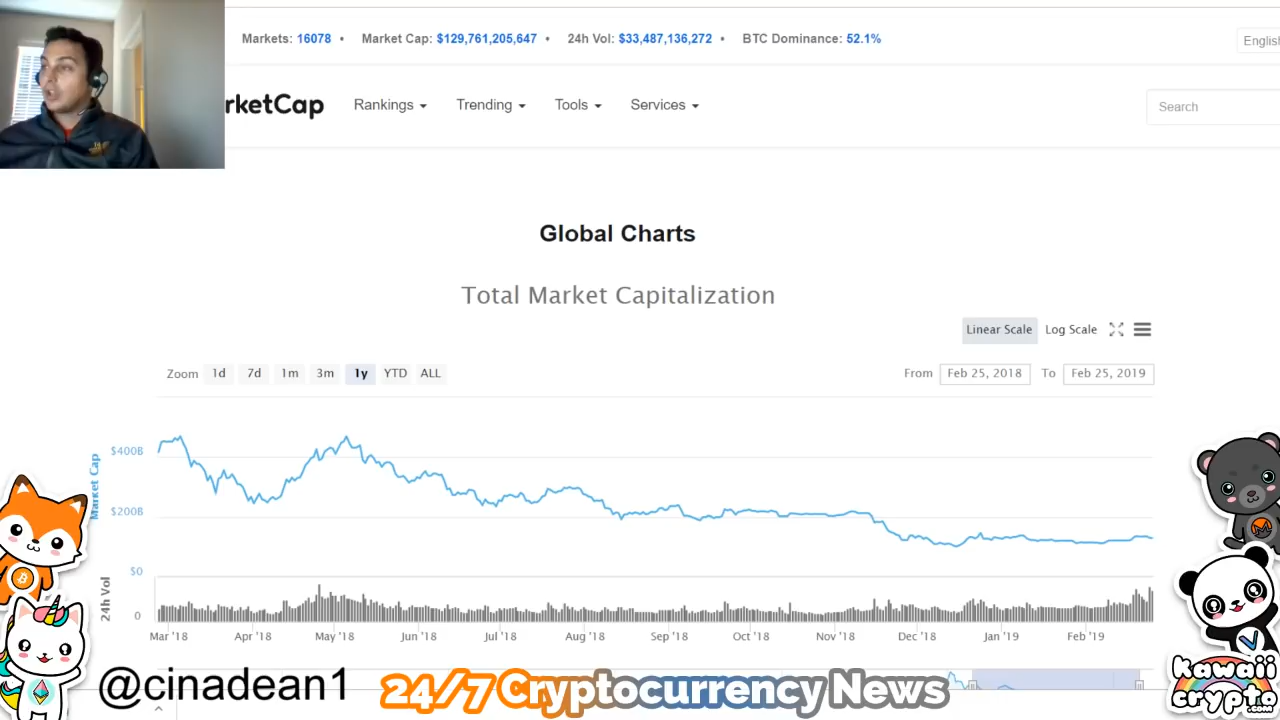 Markets: 16078 • Market Cap: $129,761,205,647 • 24h Vol: $33,487,136,272 • BTC Dominance: 52.1%
English
rketCap Rankings Trending Tools Services
Search
Global Charts
Total Market Capitalization
Linear Scale Log Scale
Zoom 1d 7d 1m 3m 1y YTD ALL From Feb 25, 2018 To Feb 25, 2019
Market Cap
$400B
$200B
$0
24h Vol
0
Mar '18 Apr '18 May '18 Jun '18 Jul '18 Aug '18 Sep '18 Oct '18 Nov '18 Dec '18 Jan '19 Feb '19
@cinadean1
24/7 Cryptocurrency News
kawaii
crypto
.com